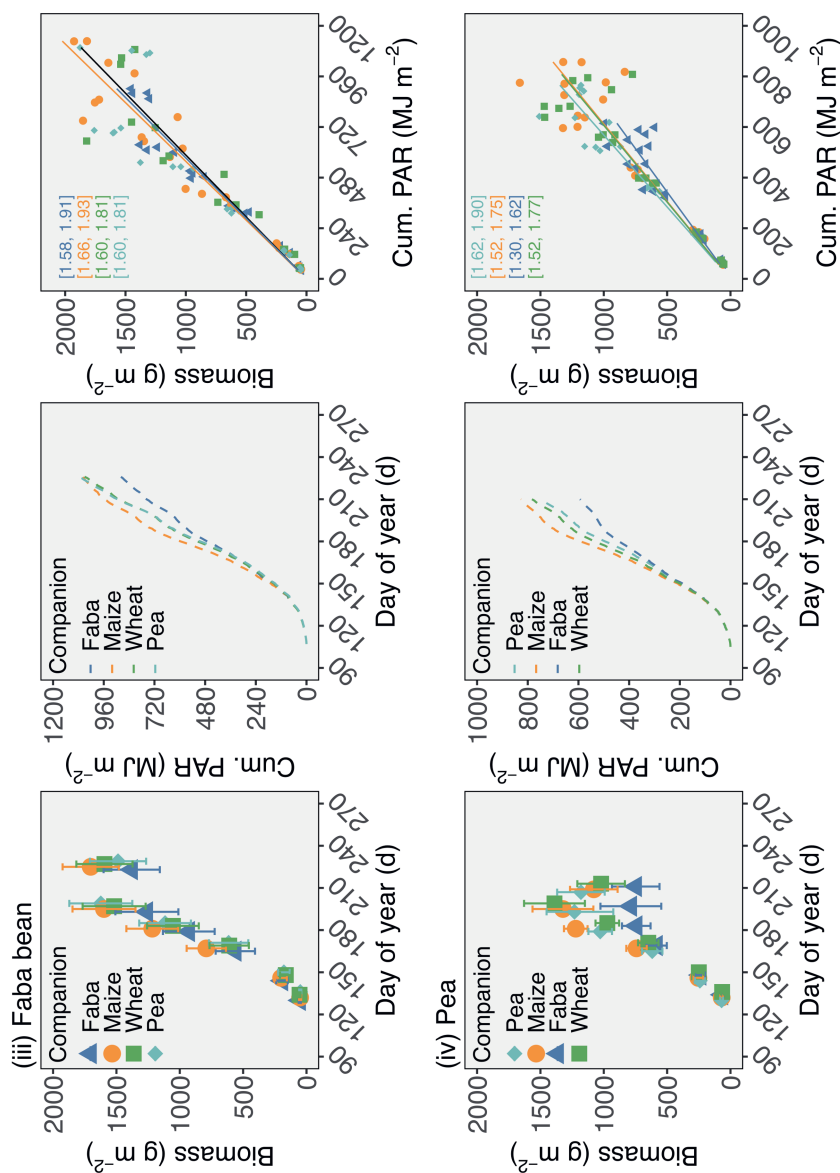 (iii) Faba bean
Biomass (g m⁻²)
2000
1500
1000
500
0
Companion
Faba
Maize
Wheat
Pea
90
120
150
180
210
240
270
Day of year (d)
Cum. PAR (MJ m⁻²)
1200
960
720
480
240
0
Companion
Faba
Maize
Wheat
Pea
90
120
150
180
210
240
270
Day of year (d)
Biomass (g m⁻²)
2000
1500
1000
500
0
[1.58, 1.91]
[1.66, 1.93]
[1.60, 1.81]
[1.60, 1.81]
0
240
480
720
960
1200
Cum. PAR (MJ m⁻²)
(iv) Pea
Biomass (g m⁻²)
2000
1500
1000
500
0
Companion
Pea
Maize
Faba
Wheat
90
120
150
180
210
240
270
Day of year (d)
Cum. PAR (MJ m⁻²)
1000
800
600
400
200
0
Companion
Pea
Maize
Faba
Wheat
90
120
150
180
210
240
270
Day of year (d)
Biomass (g m⁻²)
2000
1500
1000
500
0
[1.62, 1.90]
[1.52, 1.75]
[1.30, 1.62]
[1.52, 1.77]
0
200
400
600
800
1000
Cum. PAR (MJ m⁻²)